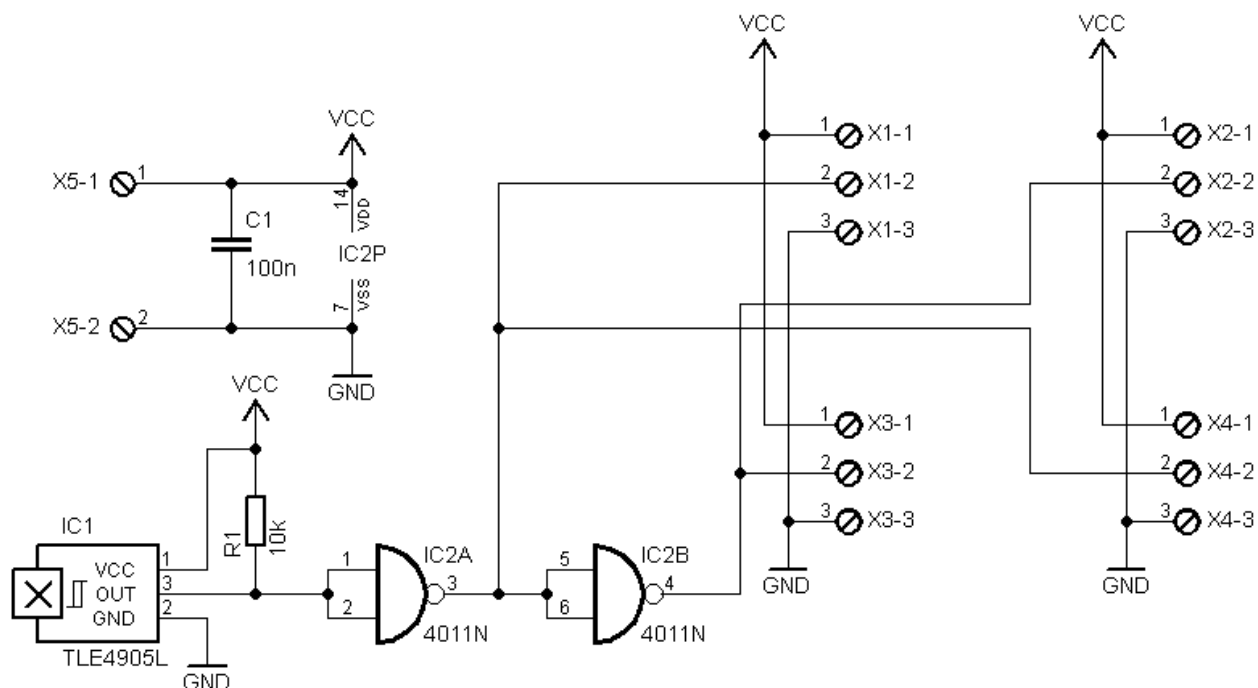 VCC
VCC
1
X1-1
1
X2-1
VCC
X5-1
1
2
X1-2
2
X2-2
14
VDD
C1
3
X1-3
3
X2-3
IC2P
100n
7
VSS
X5-2
2
GND
VCC
1
X3-1
1
X4-1
2
X3-2
2
X4-2
R1
10k
3
X3-3
3
X4-3
IC1
VCC
1
OUT
3
GND
2
TLE4905L
GND
1
2
IC2A
3
4011N
5
6
IC2B
4
4011N
GND
GND